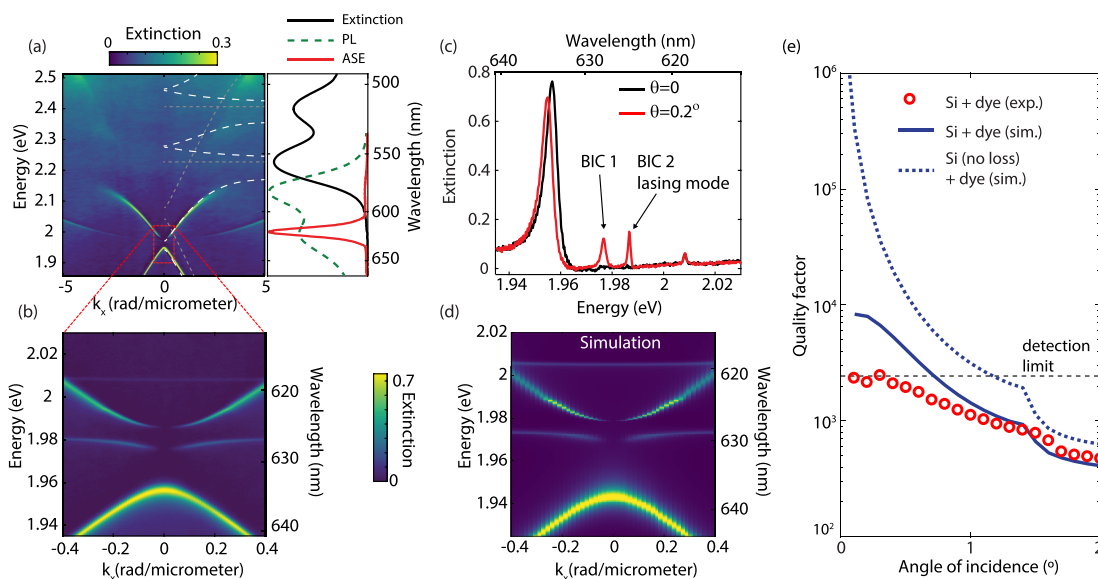 Extinction
0 0.3
Extinction
PL
ASE
(a)
2.5
2.4
2.3
2.2
2.1
2
1.9
Energy (eV)
-5 0 5
kx (rad/micrometer)
500
550
600
650
Wavelength (nm)
(b)
2.02
2
1.98
1.96
1.94
Energy (eV)
-0.4 -0.2 0 0.2 0.4
kx (rad/micrometer)
620
630
640
Wavelength (nm)
0.7
Extinction
0
(c)
Wavelength (nm)
640 630 620
0.8
0.6
0.4
0.2
0
Extinction
θ=0
θ=0.2º
BIC 1
BIC 2
lasing mode
1.94 1.96 1.98 2 2.02
Energy (eV)
(d)
Simulation
2.02
2
1.98
1.96
1.94
Energy (eV)
-0.4 -0.2 0 0.2 0.4
(rad/micrometer)
620
630
640
Wavelength (nm)
(e)
10⁶
10⁵
10⁴
10³
10²
Quality factor
Si + dye (exp.)
Si + dye (sim.)
Si (no loss)
+ dye (sim.)
detection
limit
0 1 2
Angle of incidence (º)